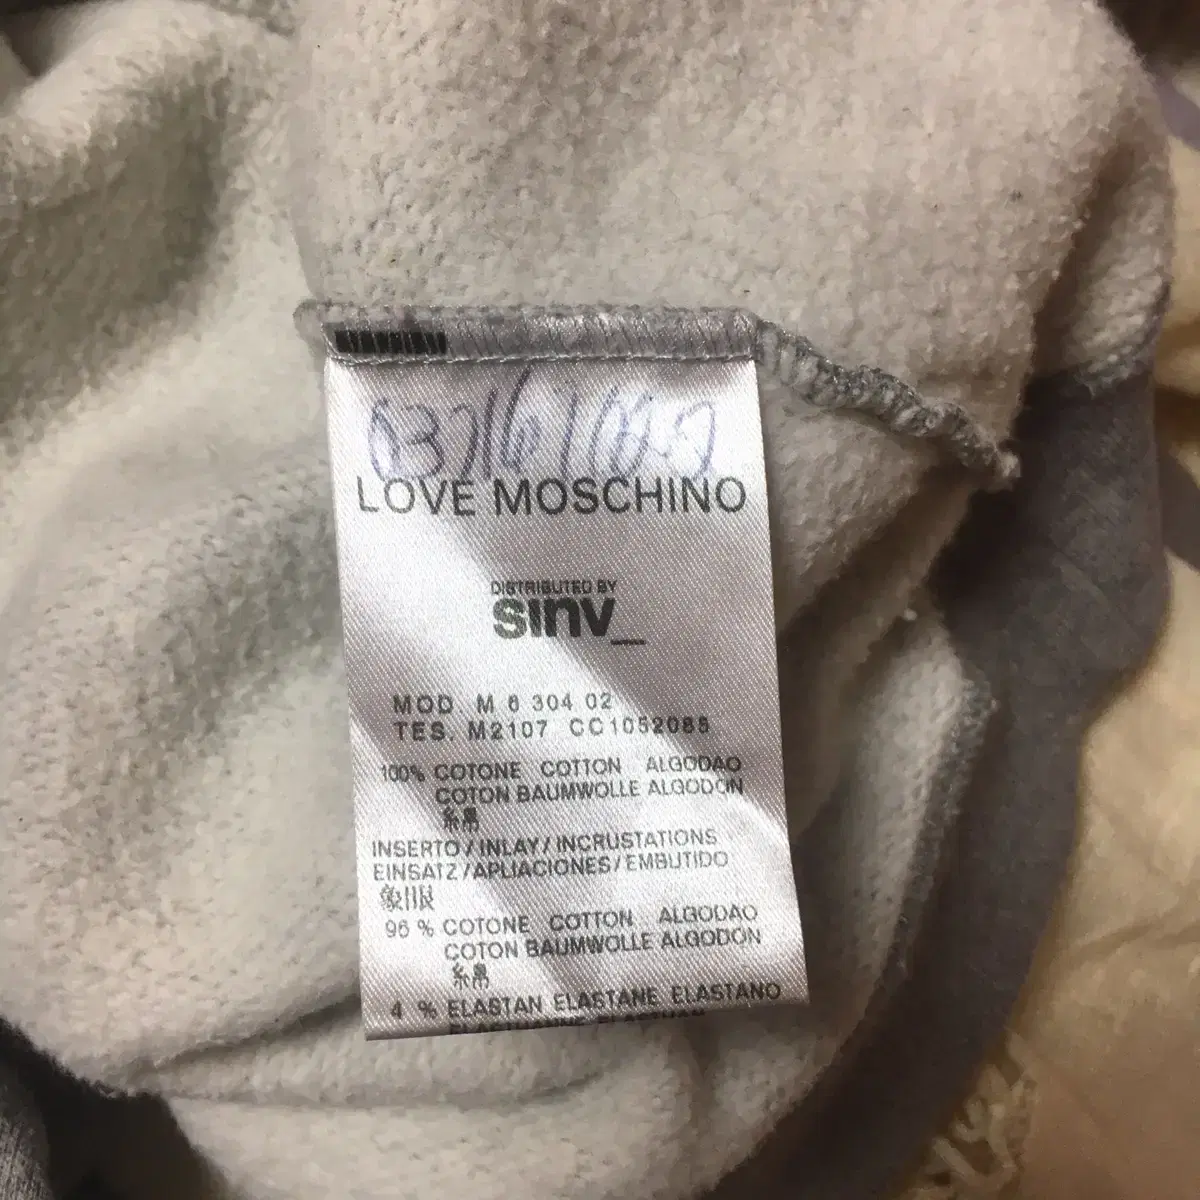 LOVE MOSCHINO
DISTRIBUTED BY
sinv_
MOD M 6 304 02
TES. M2107 CC1052085
100% COTONE COTTON ALGODAO
COTON BAUMWOLLE ALGODON
INSERTO/INLAY/INCRUSTATIONS
EINSATZ/APLIACIONES/EMBUTIDO
96 % COTONE COTTON ALGODAO
COTON BAUMWOLLE ALGODON
4 % ELASTAN ELASTANE ELASTANO